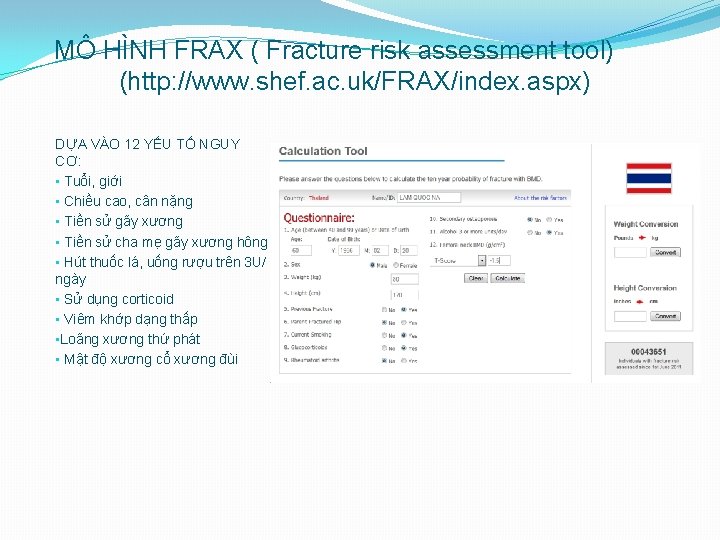 MÔ HÌNH FRAX ( Fracture risk assessment tool)
(http: //www. shef. ac. uk/FRAX/index. aspx)
DỰA VÀO 12 YẾU TỐ NGUY
CƠ:
• Tuổi, giới
• Chiều cao, cân nặng
• Tiền sử gãy xương
• Tiền sử cha mẹ gãy xương hông
• Hút thuốc lá, uống rượu trên 3U/
ngày
• Sử dụng corticoid
• Viêm khớp dạng thấp
•Loãng xương thứ phát
• Mật độ xương cổ xương đùi
Calculation Tool
Please answer the questions below to calculate the ten year probability of fracture with BMD.
Country: Thailand Name/ID: LAM QUOC NA About the risk factors
Questionnaire:
1. Age (between 40 and 90 years) or Date of Birth
Age: Date of Birth:
60 Y: 1956 M: 02 D: 20
2. Sex Male Female
3. Weight (kg)
4. Height (cm) 170
5. Previous Fracture No Yes
6. Parent Fractured Hip No Yes
7. Current Smoking No Yes
8. Glucocorticoids No Yes
9. Rheumatoid arthritis No Yes
10. Secondary osteoporosis No Yes
11. Alcohol 3 or more units/day No Yes
12. Femoral neck BMD (g/cm²)
T-Score -1.5
Clear Calculate
Weight Conversion
Pounds kg
Convert
Height Conversion
Inches cm
Convert
00043651
Individuals with fracture risk
assessed since 1st June 2011